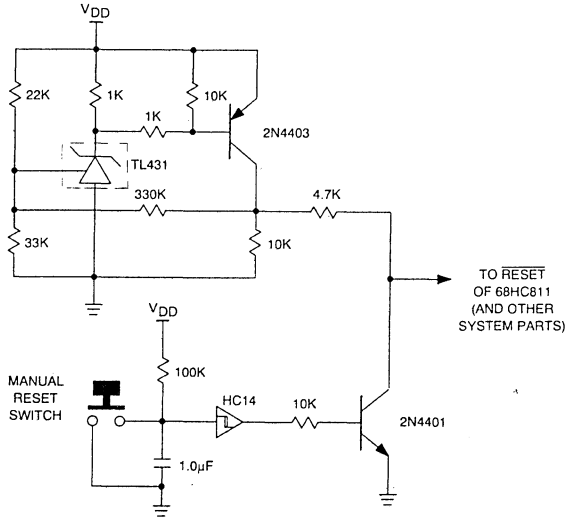 VDD
22K
1K
10K
1K
2N4403
TL431
330K
4.7K
33K
10K
TO RESET
OF 68HC811
(AND OTHER
SYSTEM PARTS)
VDD
100K
MANUAL
RESET
SWITCH
HC14
10K
2N4401
1.0µF